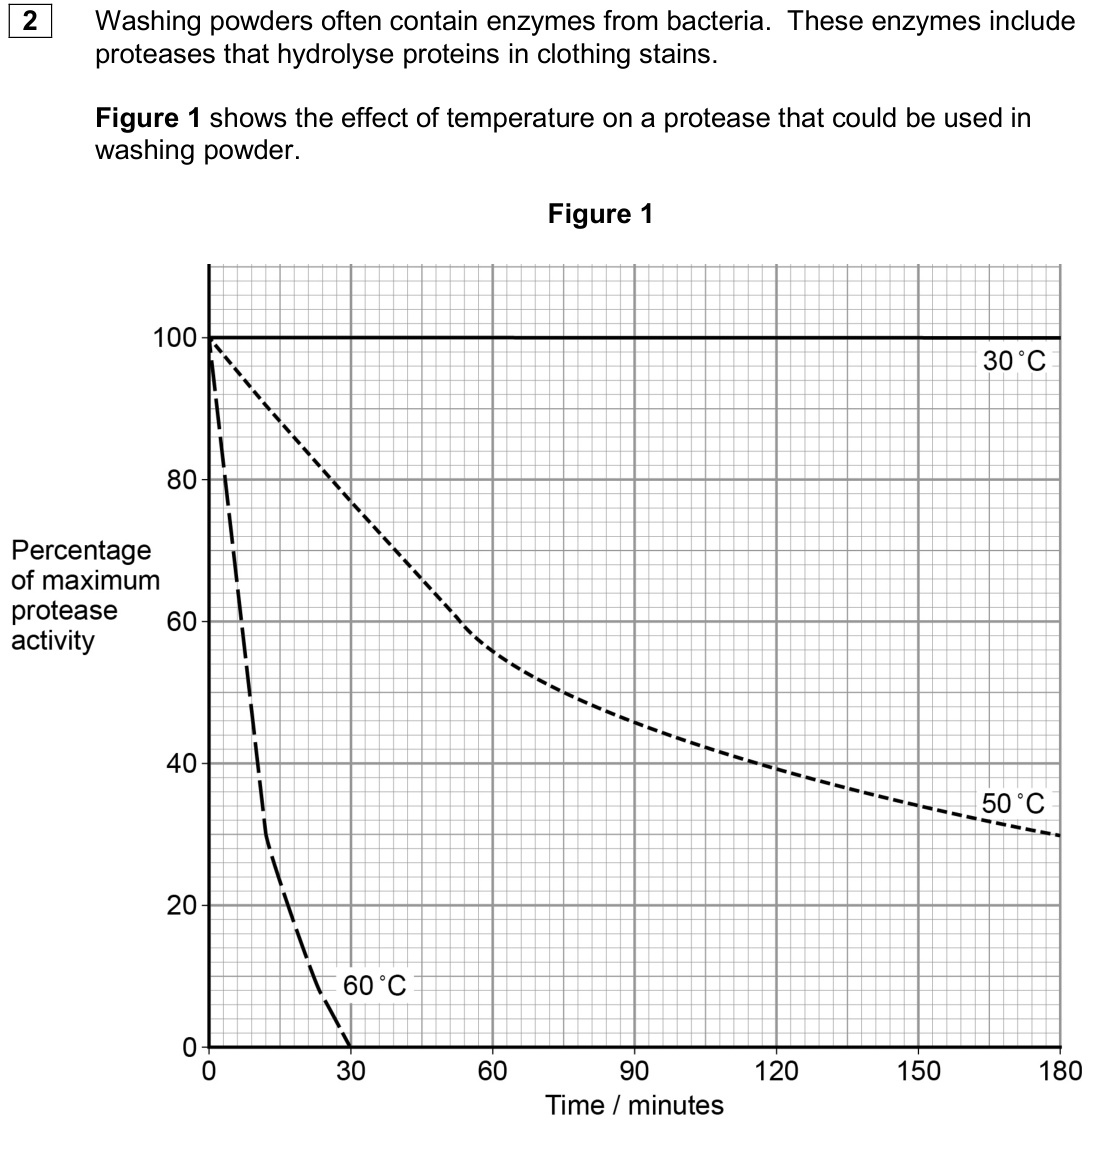 2 Washing powders often contain enzymes from bacteria. These enzymes include
proteases that hydrolyse proteins in clothing stains.
Figure 1 shows the effect of temperature on a protease that could be used in
washing powder.
Figure 1
100
30 °C
80
Percentage
of maximum
protease
activity
60
40
50 °C
20
60 °C
0
0 30 60 90 120 150 180
Time / minutes